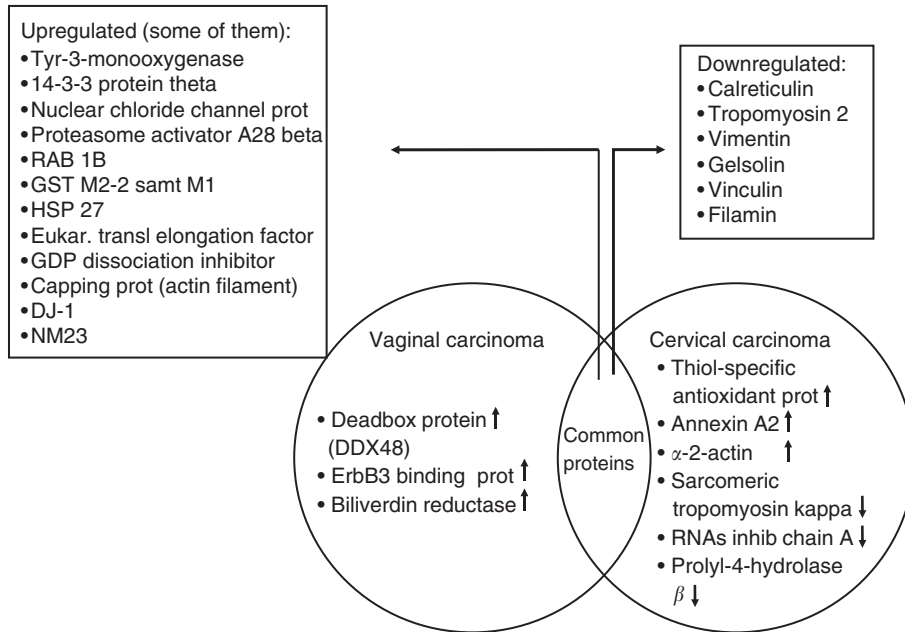 Upregulated (some of them):
•Tyr-3-monooxygenase
•14-3-3 protein theta
•Nuclear chloride channel prot
•Proteasome activator A28 beta
•RAB 1B
•GST M2-2 samt M1
•HSP 27
•Eukar. transl elongation factor
•GDP dissociation inhibitor
•Capping prot (actin filament)
•DJ-1
•NM23
Downregulated:
•Calreticulin
•Tropomyosin 2
•Vimentin
•Gelsolin
•Vinculin
•Filamin
Vaginal carcinoma
• Deadbox protein ↑
(DDX48)
• ErbB3 binding prot ↑
• Biliverdin reductase ↑
Common
proteins
Cervical carcinoma
• Thiol-specific
antioxidant prot ↑
• Annexin A2 ↑
• α-2-actin ↑
• Sarcomeric
tropomyosin kappa ↓
• RNAs inhib chain A ↓
• Prolyl-4-hydrolase
β ↓